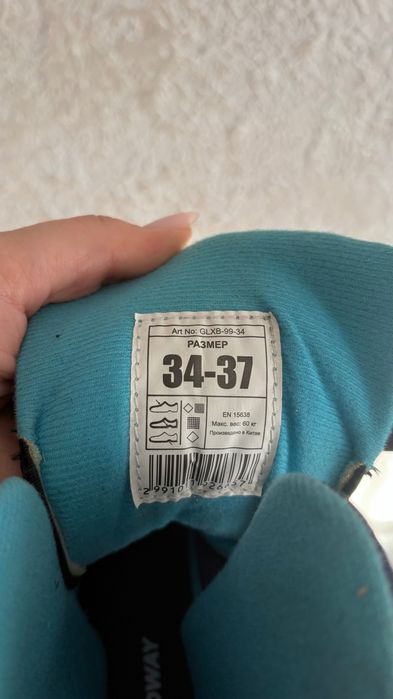 Art No: GLXB-99-34
РАЗМЕР
34-37
EN 15638
Макс. вес: 60 кг
Произведено в Китае